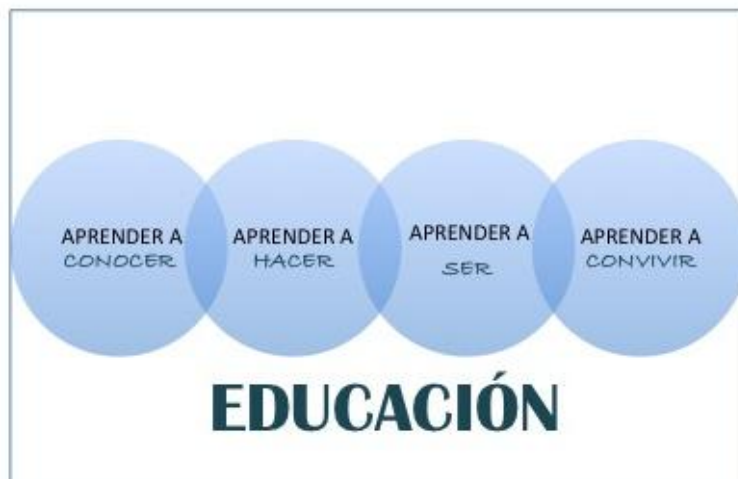 APRENDER A
CONOCER
APRENDER A
HACER
APRENDER A
SER
APRENDER A
CONVIVIR
EDUCACIÓN